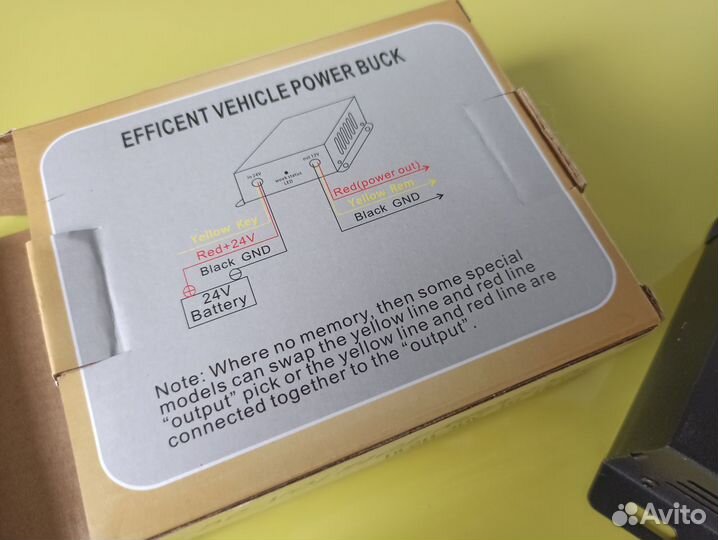 EFFICENT VEHICLE POWER BUCK
in 24V
work status
LED
out 12V
Red(power out)
Yellow Rem
Black GND
Yellow Key
Red+24V
Black GND
24V
Battery
Note: Where no memory, then some special
models can swap the yellow line and red line
“output” pick or the yellow line and red line are
connected together to the “output”.
Avito